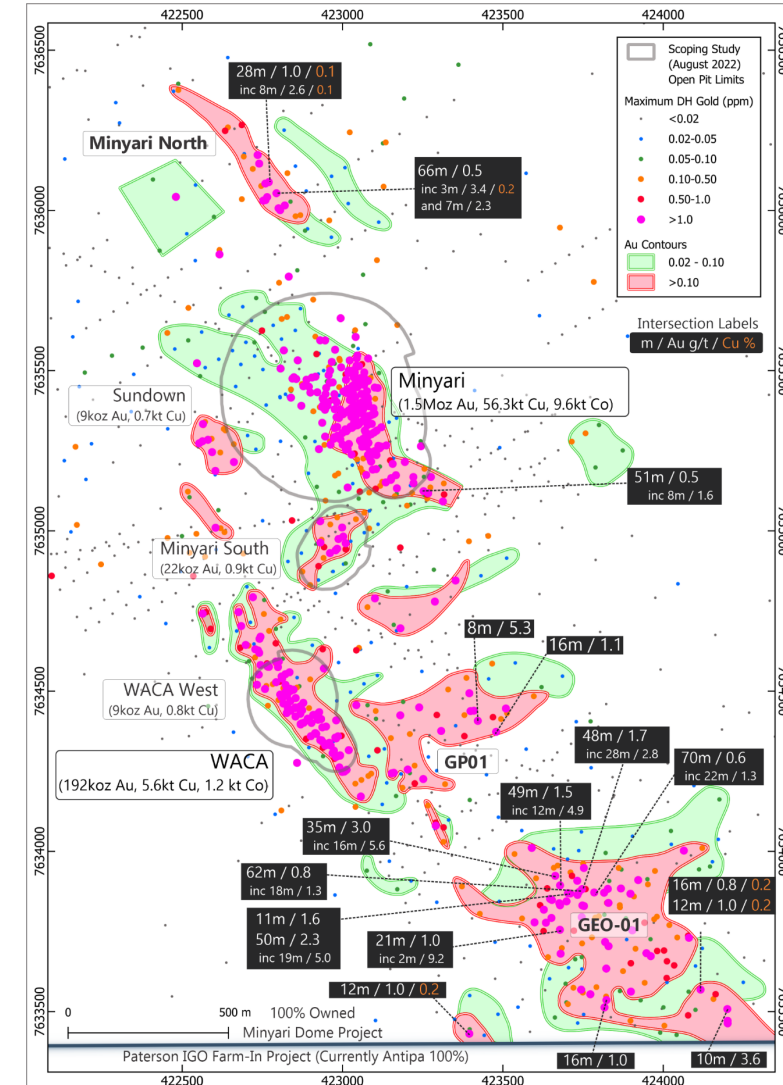 422500 423000 423500 424000
7636500
7636000
7635500
7635000
7634500
7634000
7633500
Scoping Study
(August 2022)
Open Pit Limits
Maximum DH Gold (ppm)
<0.02
0.02-0.05
0.05-0.10
0.10-0.50
0.50-1.0
>1.0
Au Contours
0.02 - 0.10
>0.10
Intersection Labels
m / Au g/t / Cu %
28m / 1.0 / 0.1
inc 8m / 2.6 / 0.1
Minyari North
66m / 0.5
inc 3m / 3.4 / 0.2
and 7m / 2.3
Minyari
(1.5Moz Au, 56.3kt Cu, 9.6kt Co)
Sundown
(9koz Au, 0.7kt Cu)
51m / 0.5
inc 8m / 1.6
Minyari South
(22koz Au, 0.9kt Cu)
8m / 5.3
16m / 1.1
WACA West
(9koz Au, 0.8kt Cu)
WACA
(192koz Au, 5.6kt Cu, 1.2 kt Co)
GP01
48m / 1.7
inc 28m / 2.8
70m / 0.6
inc 22m / 1.3
49m / 1.5
inc 12m / 4.9
35m / 3.0
inc 16m / 5.6
62m / 0.8
inc 18m / 1.3
16m / 0.8 / 0.2
12m / 1.0 / 0.2
11m / 1.6
50m / 2.3
inc 19m / 5.0
GEO-01
21m / 1.0
inc 2m / 9.2
12m / 1.0 / 0.2
0 500 m
100% Owned
Minyari Dome Project
Paterson IGO Farm-In Project (Currently Antipa 100%)
16m / 1.0
10m / 3.6
422500 423000 423500 424000